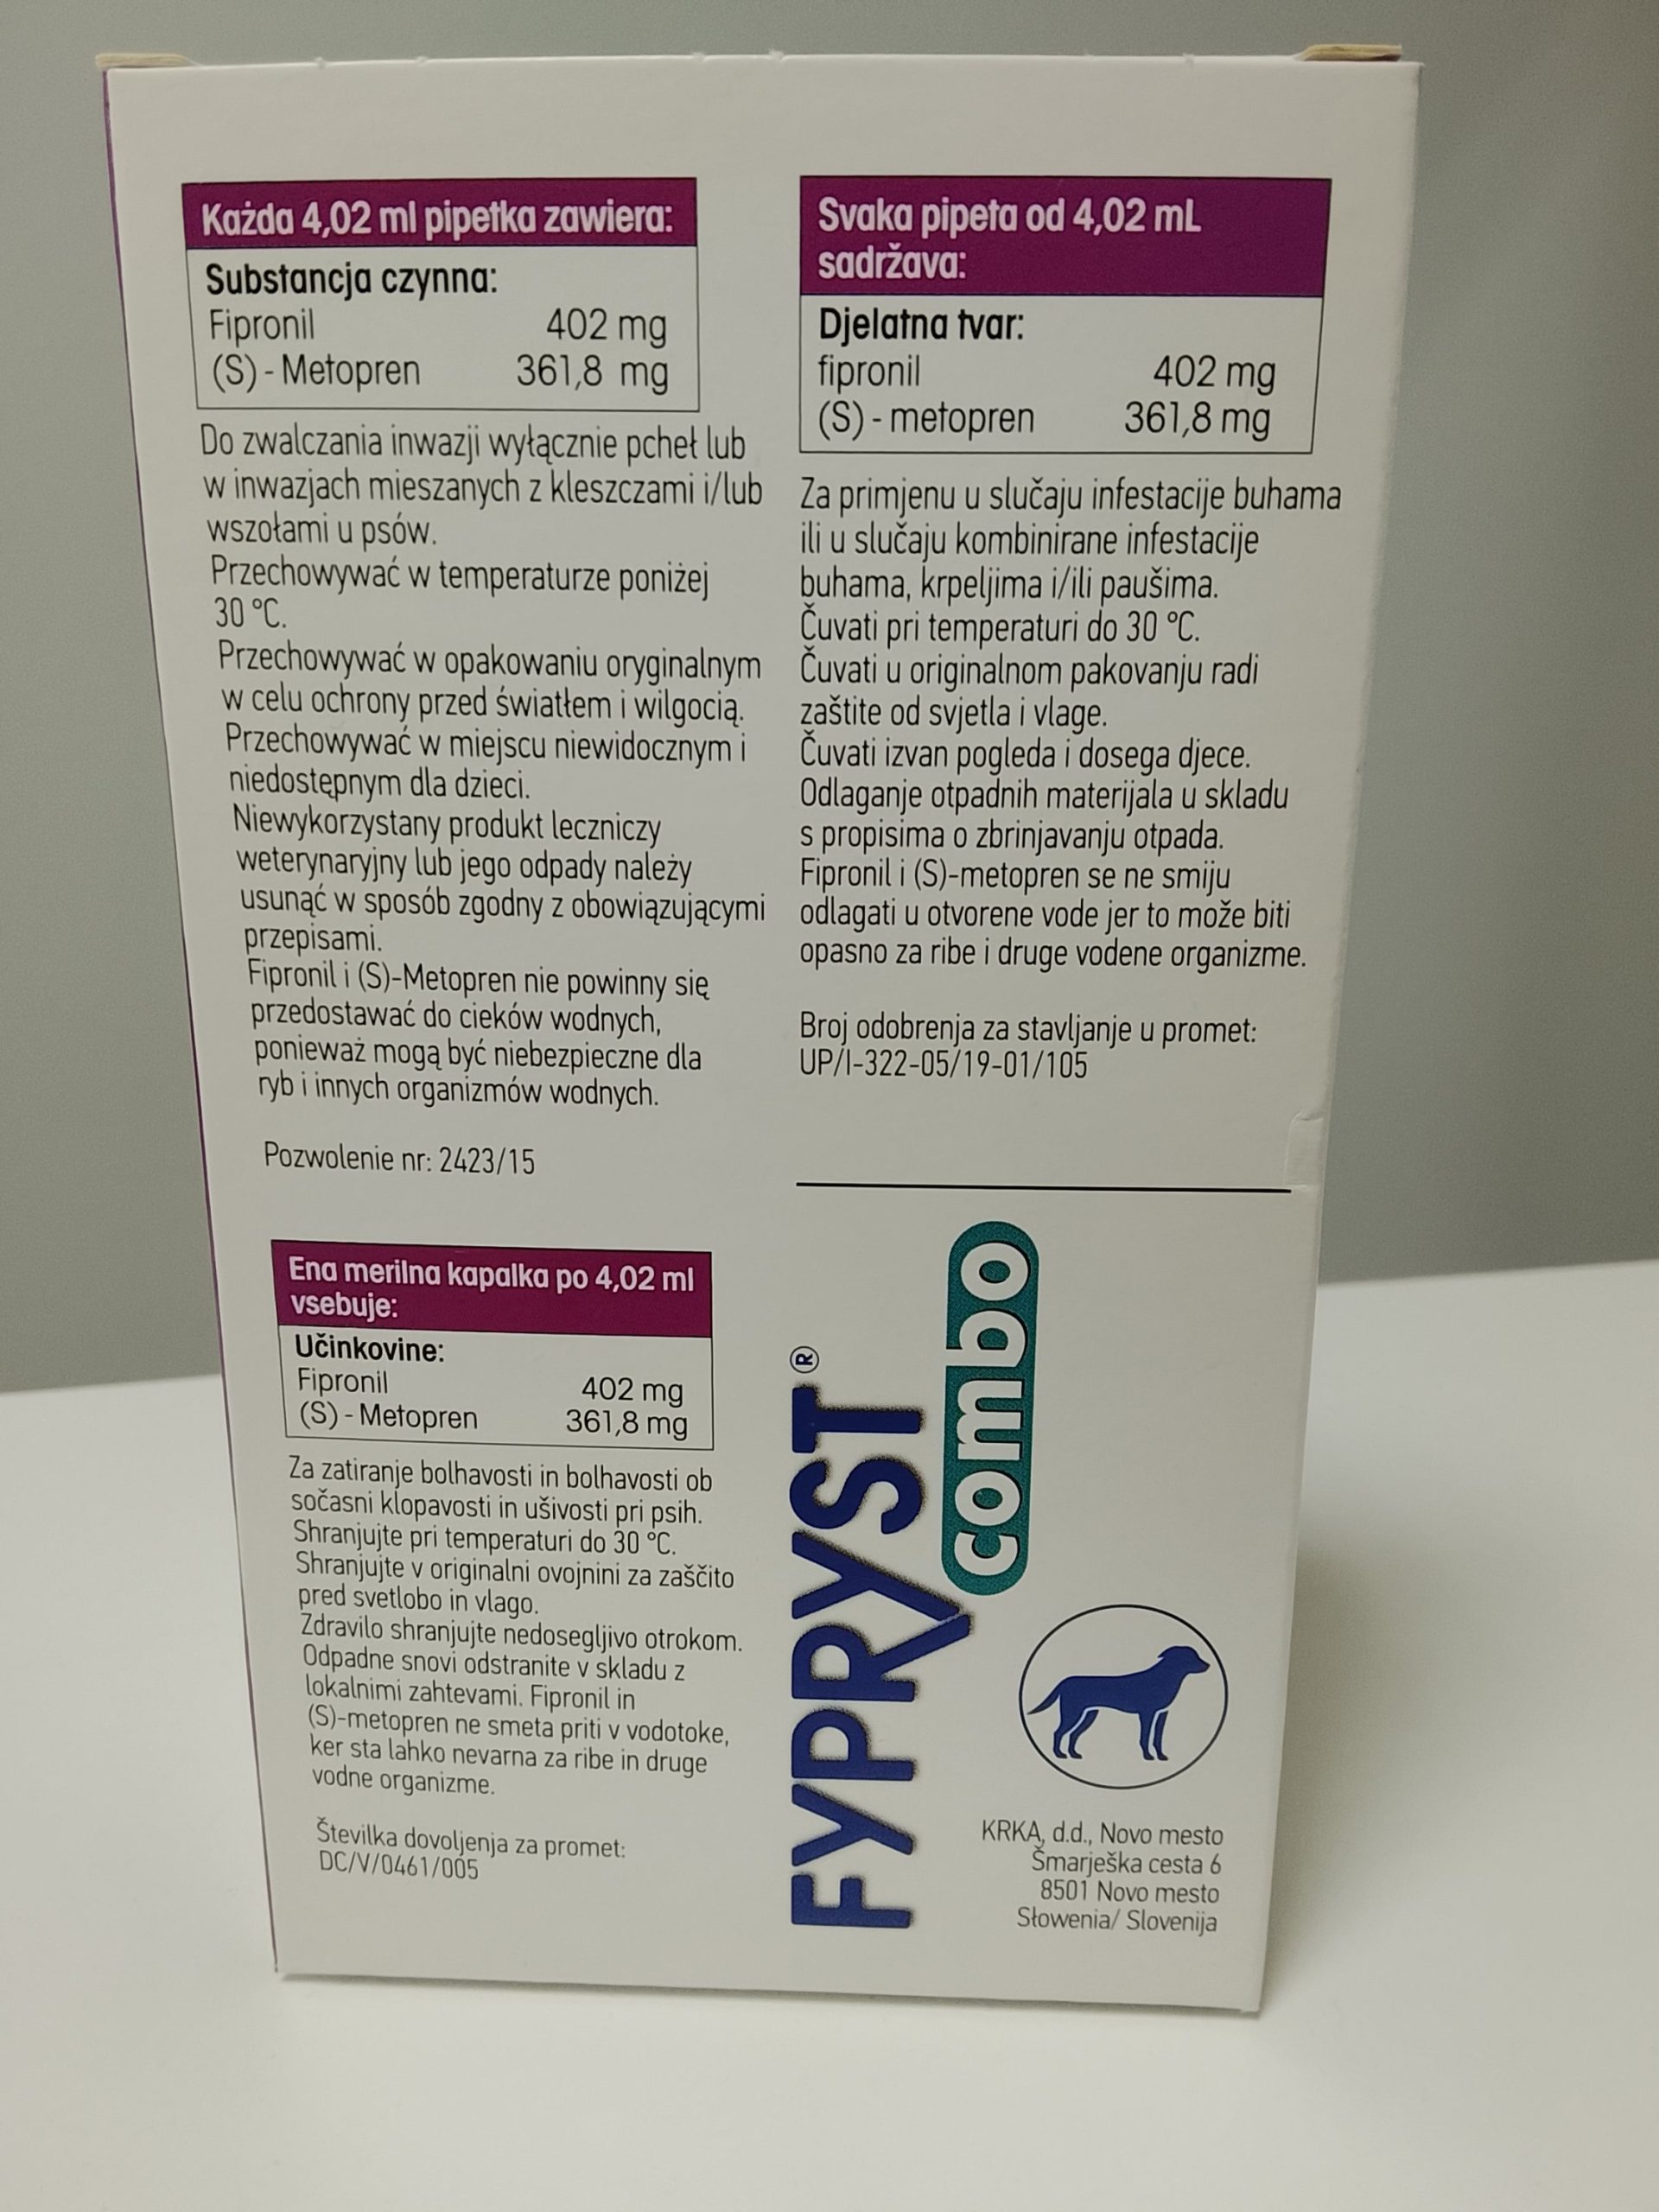 Każda 4,02 ml pipetka zawiera:
Substancja czynna:
Fipronil 402 mg
(S) - Metopren 361,8 mg
Do zwalczania inwazji wyłącznie pcheł lub
w inwazjach mieszanych z kleszczami i/lub
wszołami u psów.
Przechowywać w temperaturze poniżej
30 °C.
Przechowywać w opakowaniu oryginalnym
w celu ochrony przed światłem i wilgocią.
Przechowywać w miejscu niewidocznym i
niedostępnym dla dzieci.
Niewykorzystany produkt leczniczy
weterynaryjny lub jego odpady należy
usunąć w sposób zgodny z obowiązującymi
przepisami.
Fipronil i (S)-Metopren nie powinny się
przedostawać do cieków wodnych,
ponieważ mogą być niebezpieczne dla
ryb i innych organizmów wodnych.
Pozwolenie nr: 2423/15
Svaka pipeta od 4,02 mL
sadržava:
Djelatna tvar:
fipronil 402 mg
(S) - metopren 361,8 mg
Za primjenu u slučaju infestacije buhama
ili u slučaju kombinirane infestacije
buhama, krpeljima i/ili paušima.
Čuvati pri temperaturi do 30 °C.
Čuvati u originalnom pakovanju radi
zaštite od svjetla i vlage.
Čuvati izvan pogleda i dosega djece.
Odlaganje otpadnih materijala u skladu
s propisima o zbrinjavanju otpada.
Fipronil i (S)-metopren se ne smiju
odlagati u otvorene vode jer to može biti
opasno za ribe i druge vodene organizme.
Broj odobrenja za stavljanje u promet:
UP/I-322-05/19-01/105
Ena merilna kapalka po 4,02 ml
vsebuje:
Učinkovine:
Fipronil 402 mg
(S) - Metopren 361,8 mg
Za zatiranje bolhavosti in bolhavosti ob
sočasni klopavosti in ušivosti pri psih.
Shranjujte pri temperaturi do 30 °C.
Shranjujte v originalni ovojnini za zaščito
pred svetlobo in vlago.
Zdravilo shranjujte nedosegljivo otrokom.
Odpadne snovi odstranite v skladu z
lokalnimi zahtevami. Fipronil in
(S)-metopren ne smeta priti v vodotoke,
ker sta lahko nevarna za ribe in druge
vodne organizme.
Številka dovoljenja za promet:
DC/V/0461/005
FYPRYST®
combo
KRKA, d.d., Novo mesto
Šmarješka cesta 6
8501 Novo mesto
Słowenia/ Slovenija